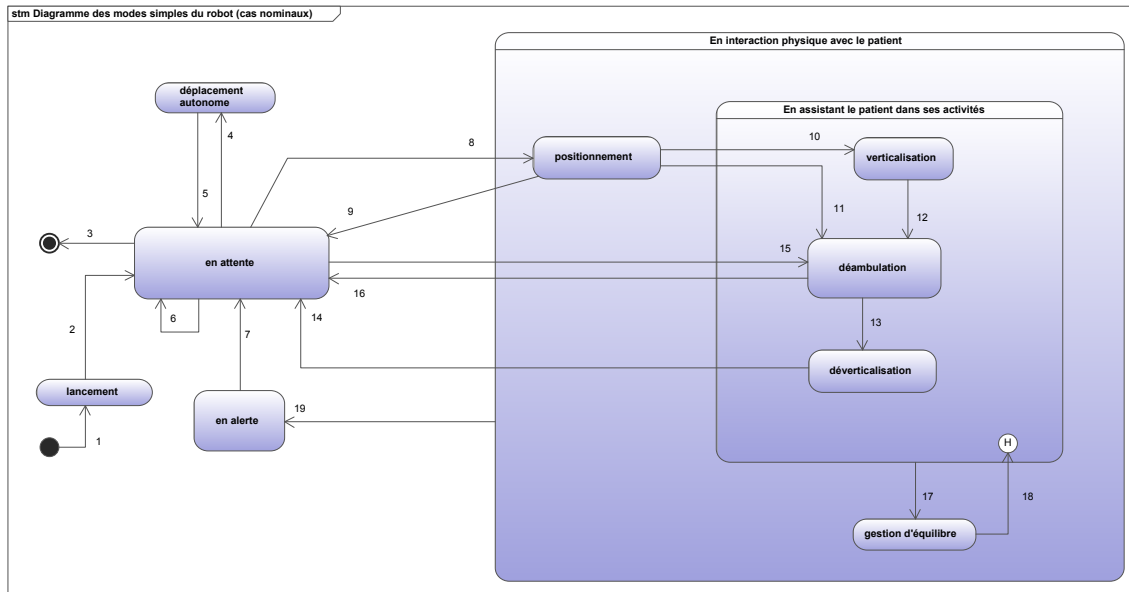 stm Diagramme des modes simples du robot (cas nominaux)
En interaction physique avec le patient
déplacement
autonome
En assistant le patient dans ses activités
4
8
positionnement
10
verticalisation
5
9
11
12
3
en attente
15
déambulation
16
2
6
7
14
13
lancement
déverticalisation
en alerte
19
1
H
17
18
gestion d'équilibre